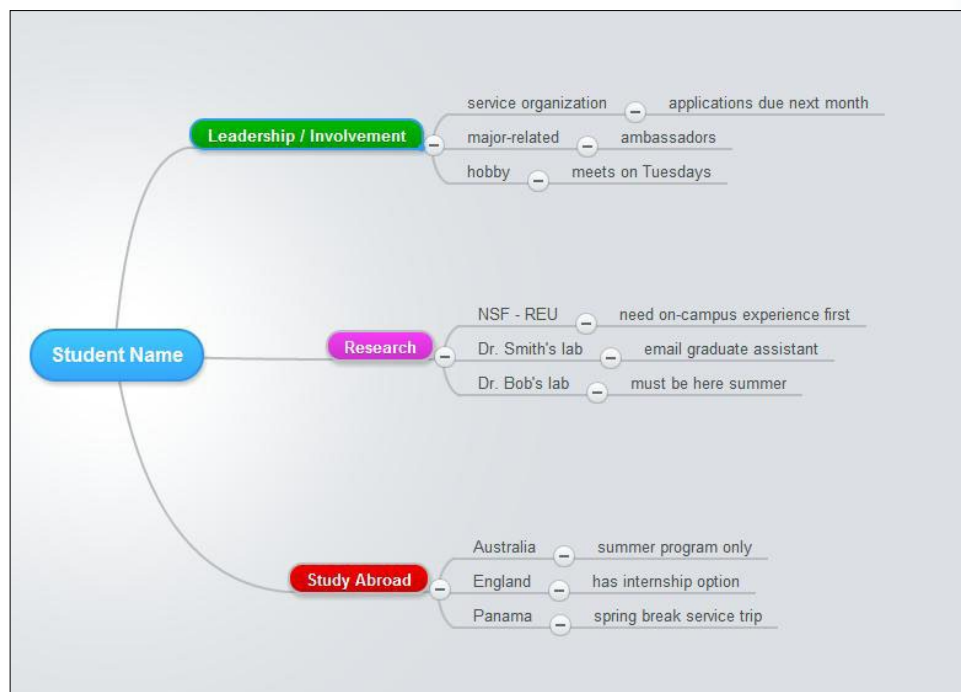 Student Name
Leadership / Involvement
service organization applications due next month
major-related ambassadors
hobby meets on Tuesdays
Research
NSF - REU need on-campus experience first
Dr. Smith's lab email graduate assistant
Dr. Bob's lab must be here summer
Study Abroad
Australia summer program only
England has internship option
Panama spring break service trip